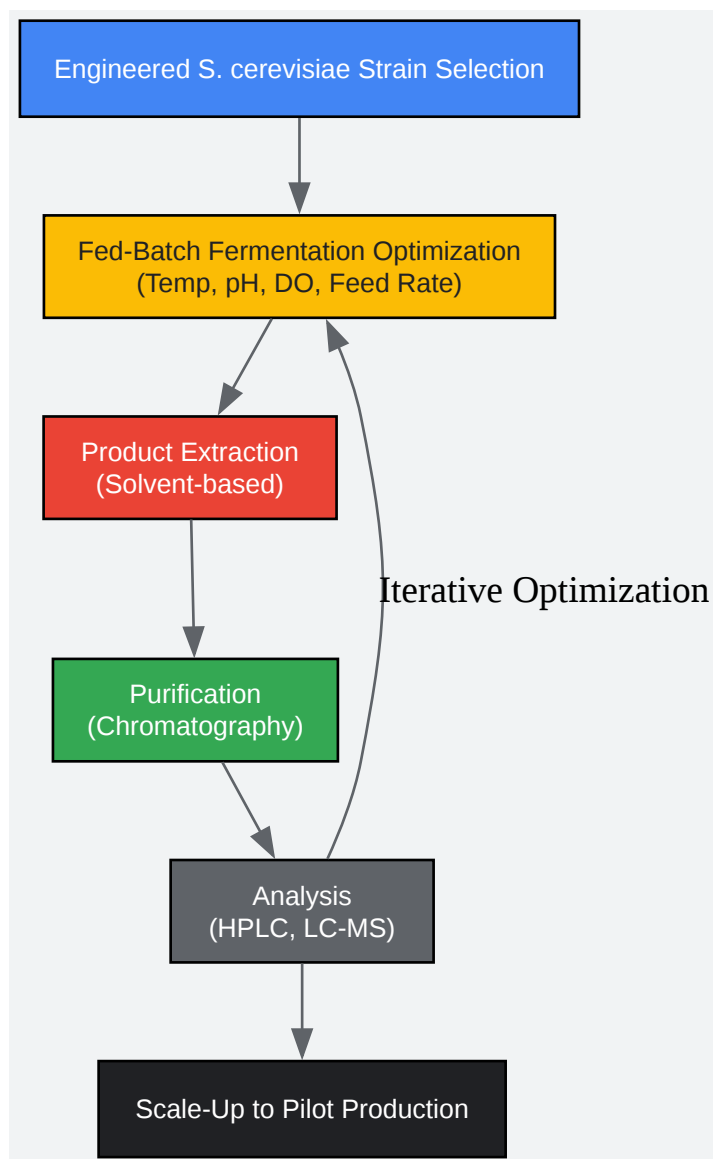 Engineered S. cerevisiae Strain Selection
Fed-Batch Fermentation Optimization
(Temp, pH, DO, Feed Rate)
Product Extraction
(Solvent-based)
Iterative Optimization
Purification
(Chromatography)
Analysis
(HPLC, LC-MS)
Scale-Up to Pilot Production